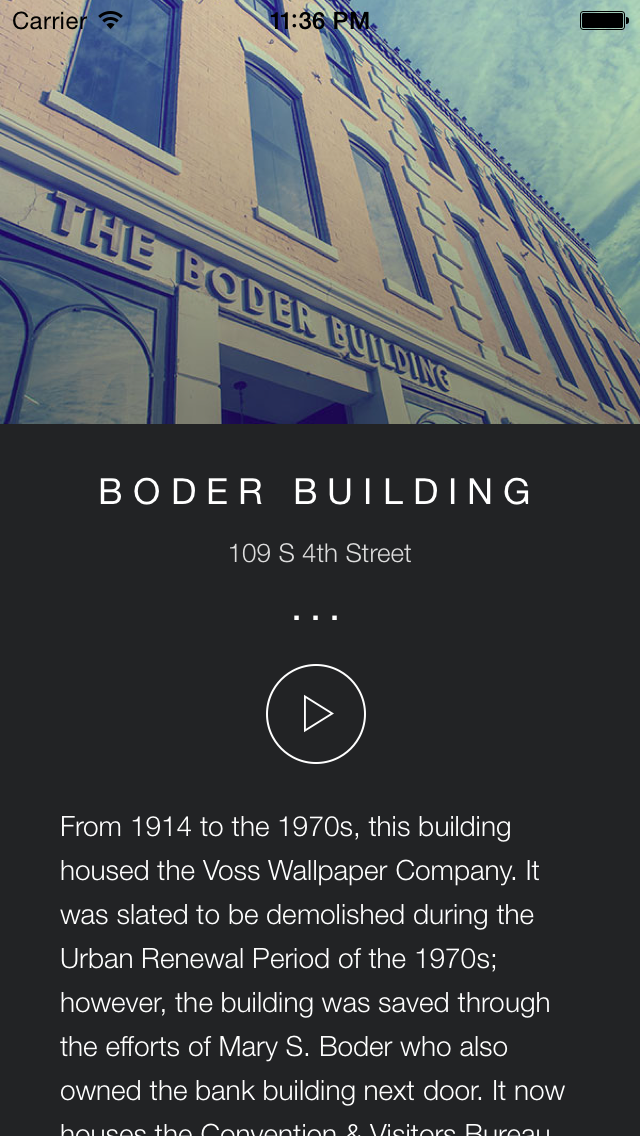 Carrier 11:36 PM
THE BODER BUILDING
BODER BUILDING
109 S 4th Street
...
From 1914 to the 1970s, this building
housed the Voss Wallpaper Company. It
was slated to be demolished during the
Urban Renewal Period of the 1970s;
however, the building was saved through
the efforts of Mary S. Boder who also
owned the bank building next door. It now
houses the Convention & Visitors Bureau